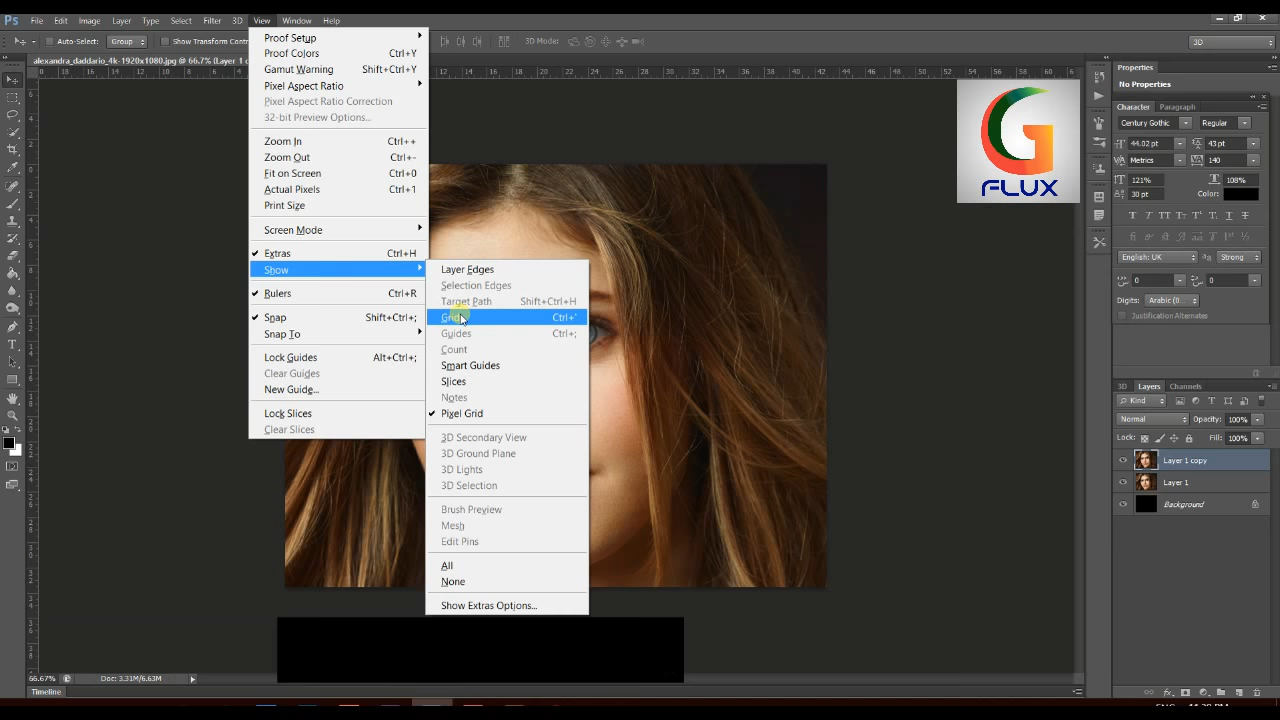 Ps File Edit Image Layer Type Select Filter 3D View Window Help
Auto-Select: Group Show Transform Contr 3D Mode: 3D
alexandra_daddario_4k-1920x1080.jpg @ 66.7% (Layer 1 c
Proof Setup
Proof Colors Ctrl+Y
Gamut Warning Shift+Ctrl+Y
Pixel Aspect Ratio
Pixel Aspect Ratio Correction
32-bit Preview Options...
Zoom In Ctrl++
Zoom Out Ctrl+-
Fit on Screen Ctrl+0
Actual Pixels Ctrl+1
Print Size
Screen Mode
Extras Ctrl+H
Show
Rulers Ctrl+R
Snap Shift+Ctrl+;
Snap To
Lock Guides Alt+Ctrl+;
Clear Guides
New Guide...
Lock Slices
Clear Slices
Layer Edges
Selection Edges
Target Path Shift+Ctrl+H
Grid Ctrl+'
Guides Ctrl+;
Count
Smart Guides
Slices
Notes
Pixel Grid
3D Secondary View
3D Ground Plane
3D Lights
3D Selection
Brush Preview
Mesh
Edit Pins
All
None
Show Extras Options...
G
FLUX
Properties
No Properties
Character Paragraph
Century Gothic Regular
44.02 pt 43 pt
Metrics 140
121% 108%
30 pt Color:
English: UK Strong
0 0
Digits: Arabic (0...
Justification Alternates
3D Layers Channels
Kind
Normal Opacity: 100%
Lock: Fill: 100%
Layer 1 copy
Layer 1
Background
66.67% Doc: 3.31M/6.63M
Timeline